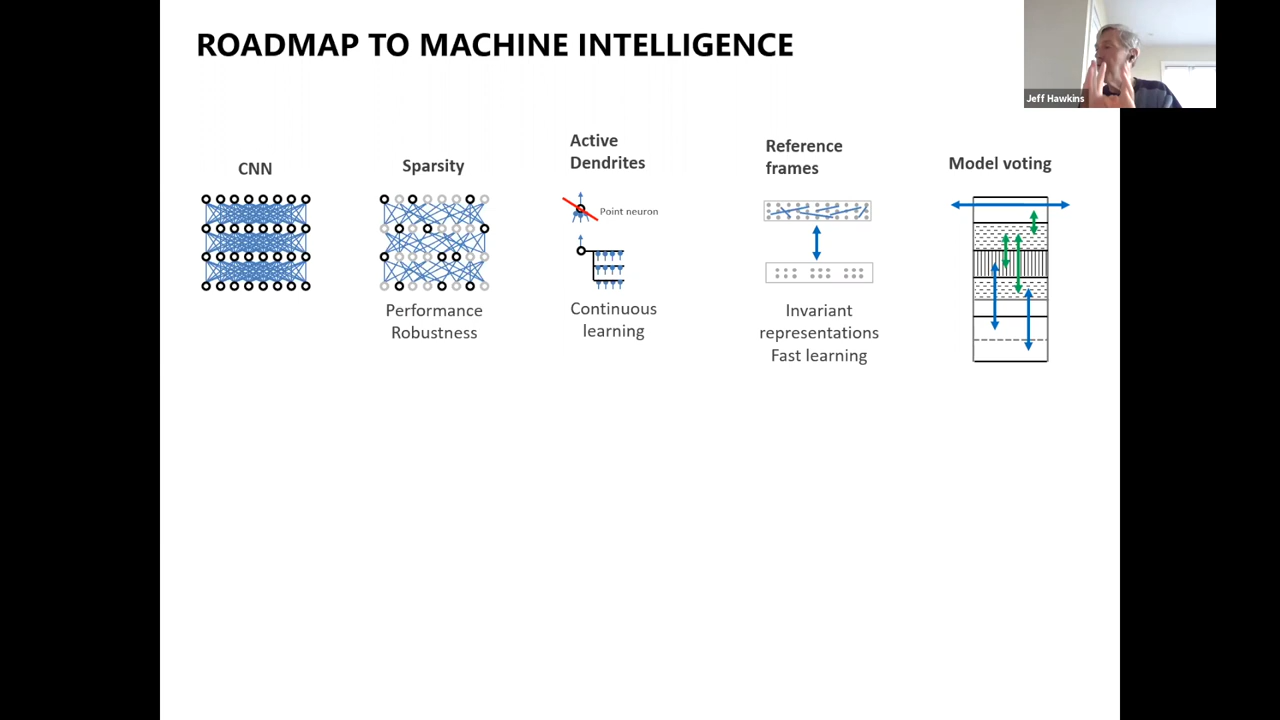 ROADMAP TO MACHINE INTELLIGENCE
Jeff Hawkins
CNN
Sparsity
Performance
Robustness
Active
Dendrites
Point neuron
Continuous
learning
Reference
frames
Invariant
representations
Fast learning
Model voting